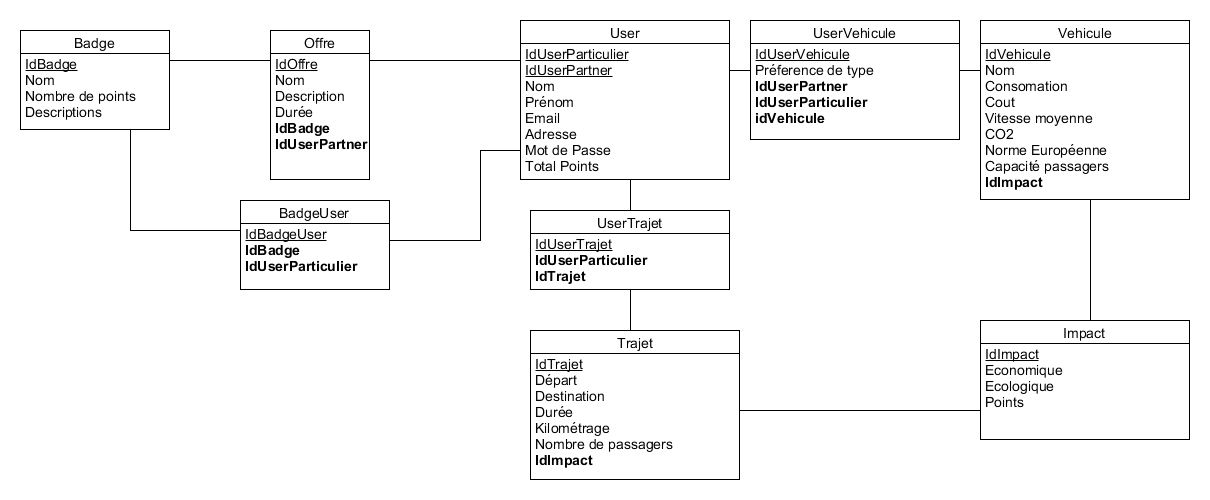 Badge
IdBadge
Nom
Nombre de points
Descriptions
Offre
IdOffre
Nom
Description
Durée
IdBadge
IdUserPartner
User
IdUserParticulier
IdUserPartner
Nom
Prénom
Email
Adresse
Mot de Passe
Total Points
UserVehicule
IdUserVehicule
Préference de type
IdUserPartner
IdUserParticulier
idVehicule
Vehicule
IdVehicule
Nom
Consomation
Cout
Vitesse moyenne
CO2
Norme Européenne
Capacité passagers
IdImpact
BadgeUser
IdBadgeUser
IdBadge
IdUserParticulier
UserTrajet
IdUserTrajet
IdUserParticulier
IdTrajet
Trajet
IdTrajet
Départ
Destination
Durée
Kilométrage
Nombre de passagers
IdImpact
Impact
IdImpact
Economique
Ecologique
Points